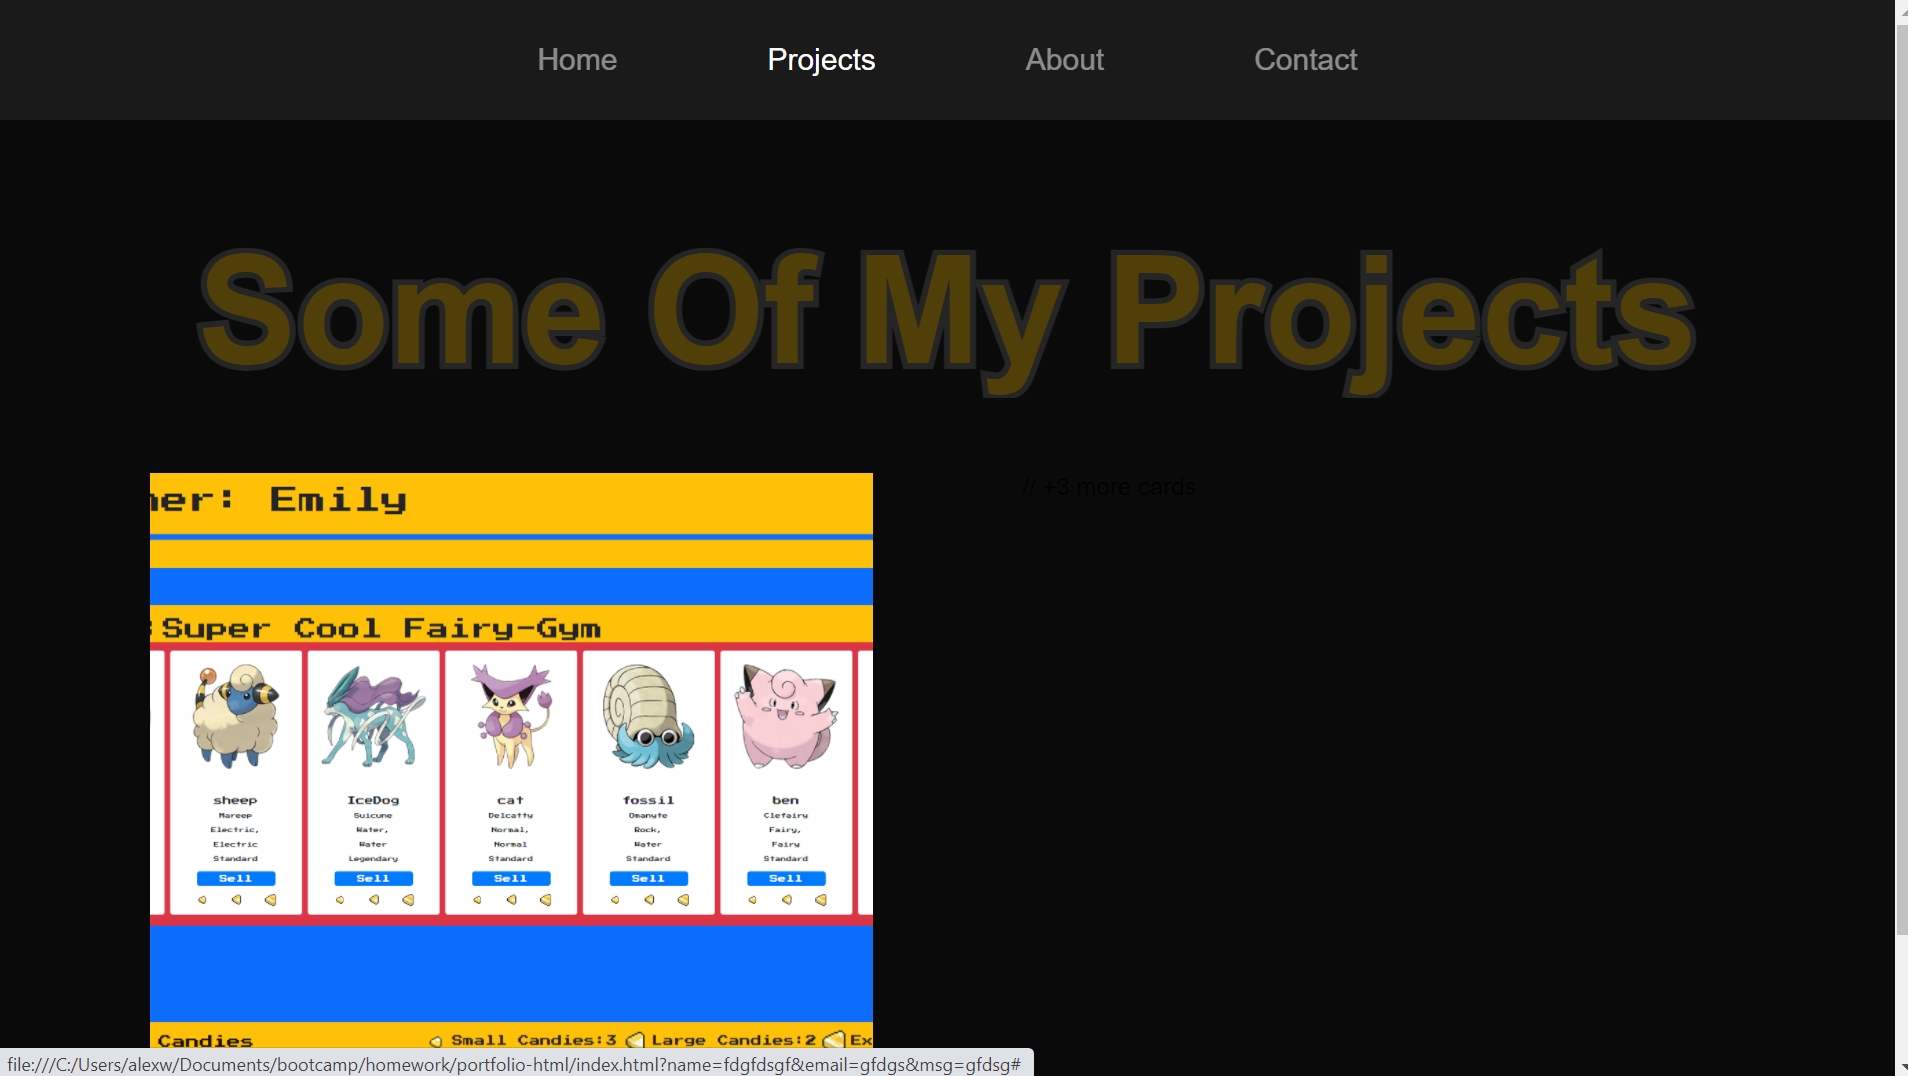 Home Projects About Contact
Some Of My Projects
// +3 more cards
ner: Emily
Super Cool Fairy-Gym
sheep IceDog cat fossil ben
Mareep Suicune Delcatty Omanyte Clefairy
Electric, Water, Normal, Rock, Fairy,
Electric Water Normal Water Fairy
Standard Legendary Standard Standard Standard
Sell Sell Sell Sell Sell
Candies Small Candies:3 Large Candies:2 Ex
file:///C:/Users/alexw/Documents/bootcamp/homework/portfolio-html/index.html?name=fdgfdsgf&email=gfdgs&msg=gfdsg#